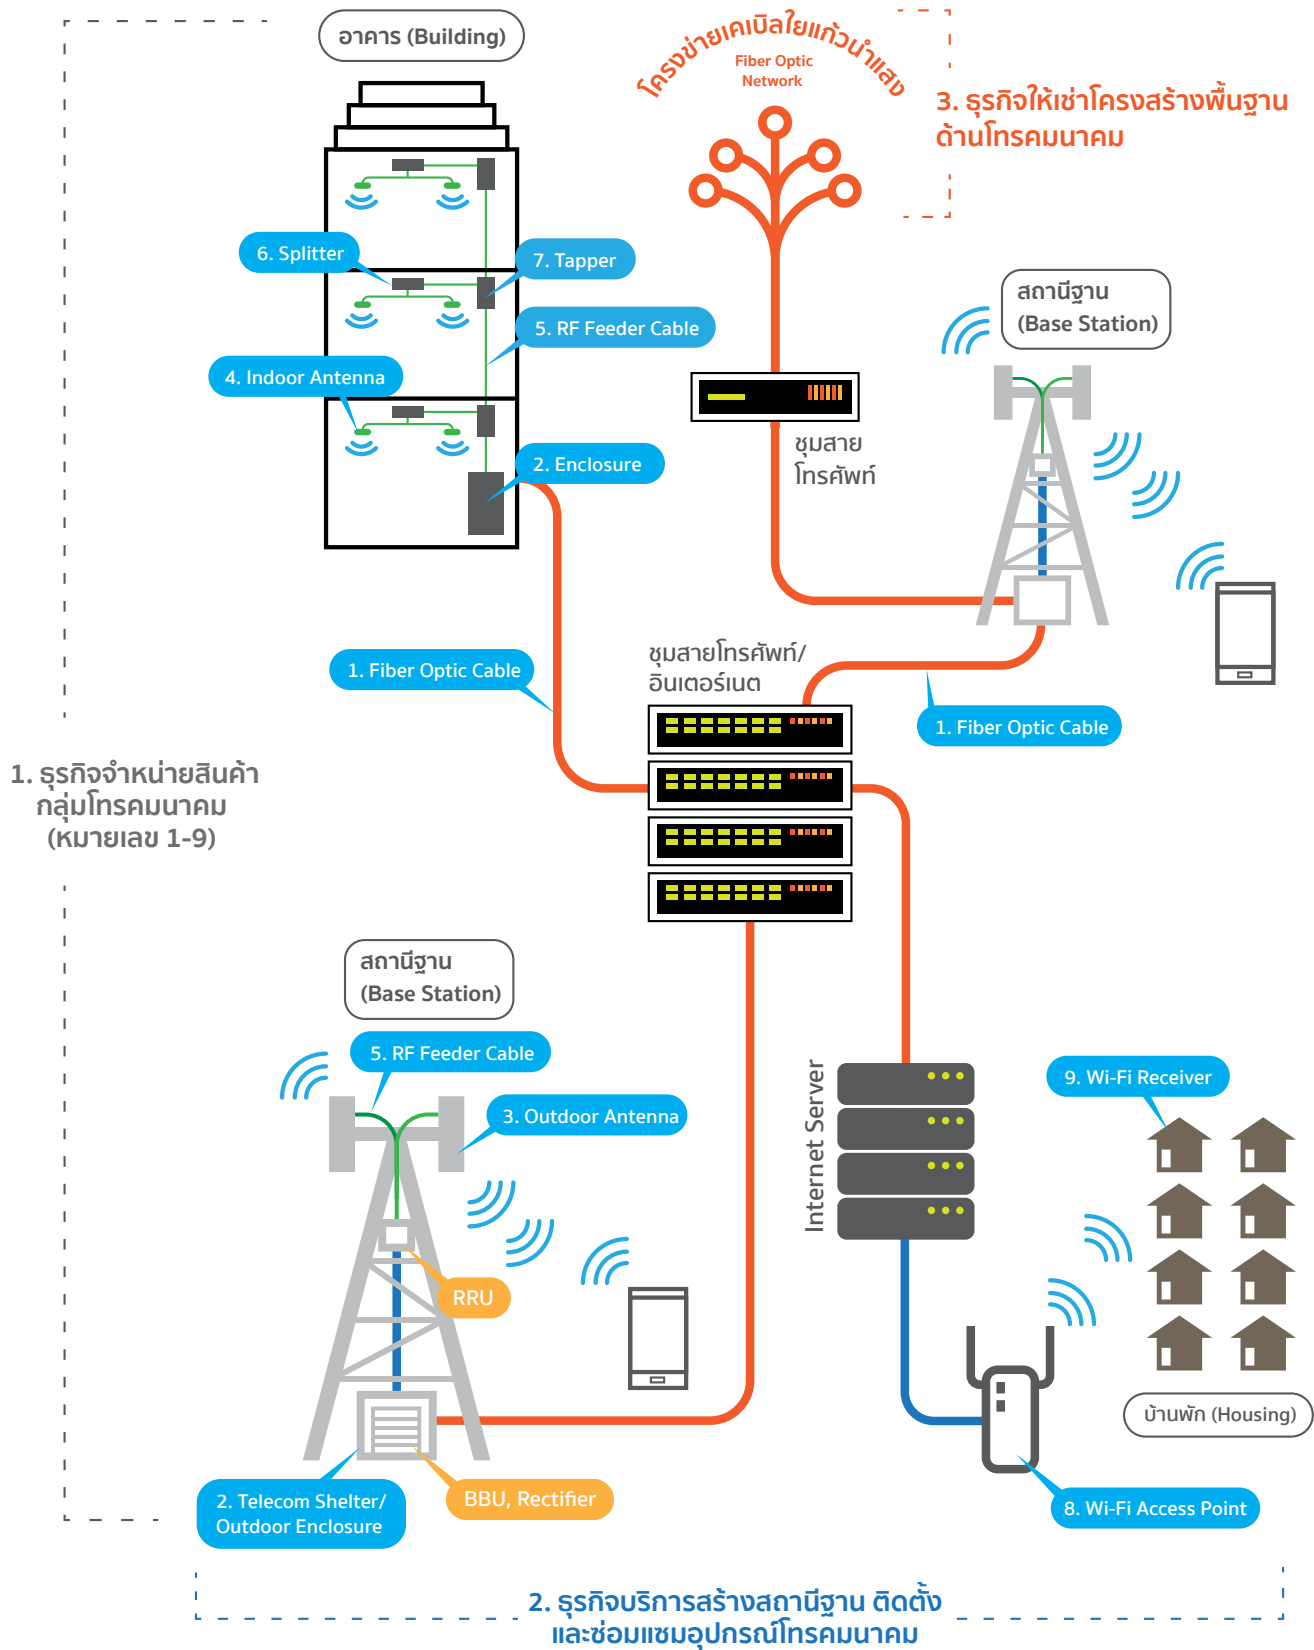 อาคาร (Building)
โครงข่ายเคเบิลใยแก้วนำแสง
Fiber Optic
Network
3. ธุรกิจให้เช่าโครงสร้างพื้นฐาน
ด้านโทรคมนาคม
6. Splitter
7. Tapper
5. RF Feeder Cable
4. Indoor Antenna
2. Enclosure
สถานีฐาน
(Base Station)
ชุมสาย
โทรศัพท์
1. Fiber Optic Cable
ชุมสายโทรศัพท์/
อินเตอร์เนต
1. Fiber Optic Cable
1. ธุรกิจจำหน่ายสินค้า
กลุ่มโทรคมนาคม
(หมายเลข 1-9)
สถานีฐาน
(Base Station)
5. RF Feeder Cable
3. Outdoor Antenna
RRU
BBU, Rectifier
2. Telecom Shelter/
Outdoor Enclosure
Internet Server
9. Wi-Fi Receiver
บ้านพัก (Housing)
8. Wi-Fi Access Point
2. ธุรกิจบริการสร้างสถานีฐาน ติดตั้ง
และซ่อมแซมอุปกรณ์โทรคมนาคม